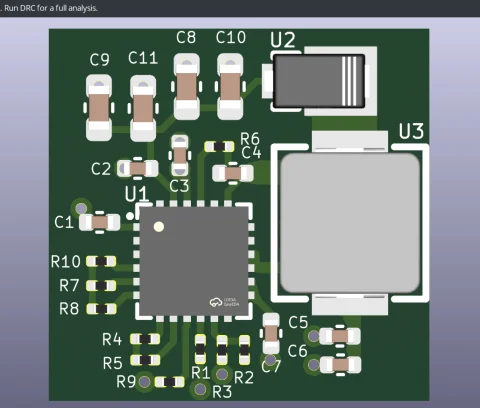 . Run DRC for a full analysis.
C8 C10 U2
C9 C11
U3
R6
C4
C2
C3
U1
C1
R10
R7
R8
C5
R4
C6
R5
C7
R1 R2
R9
R3